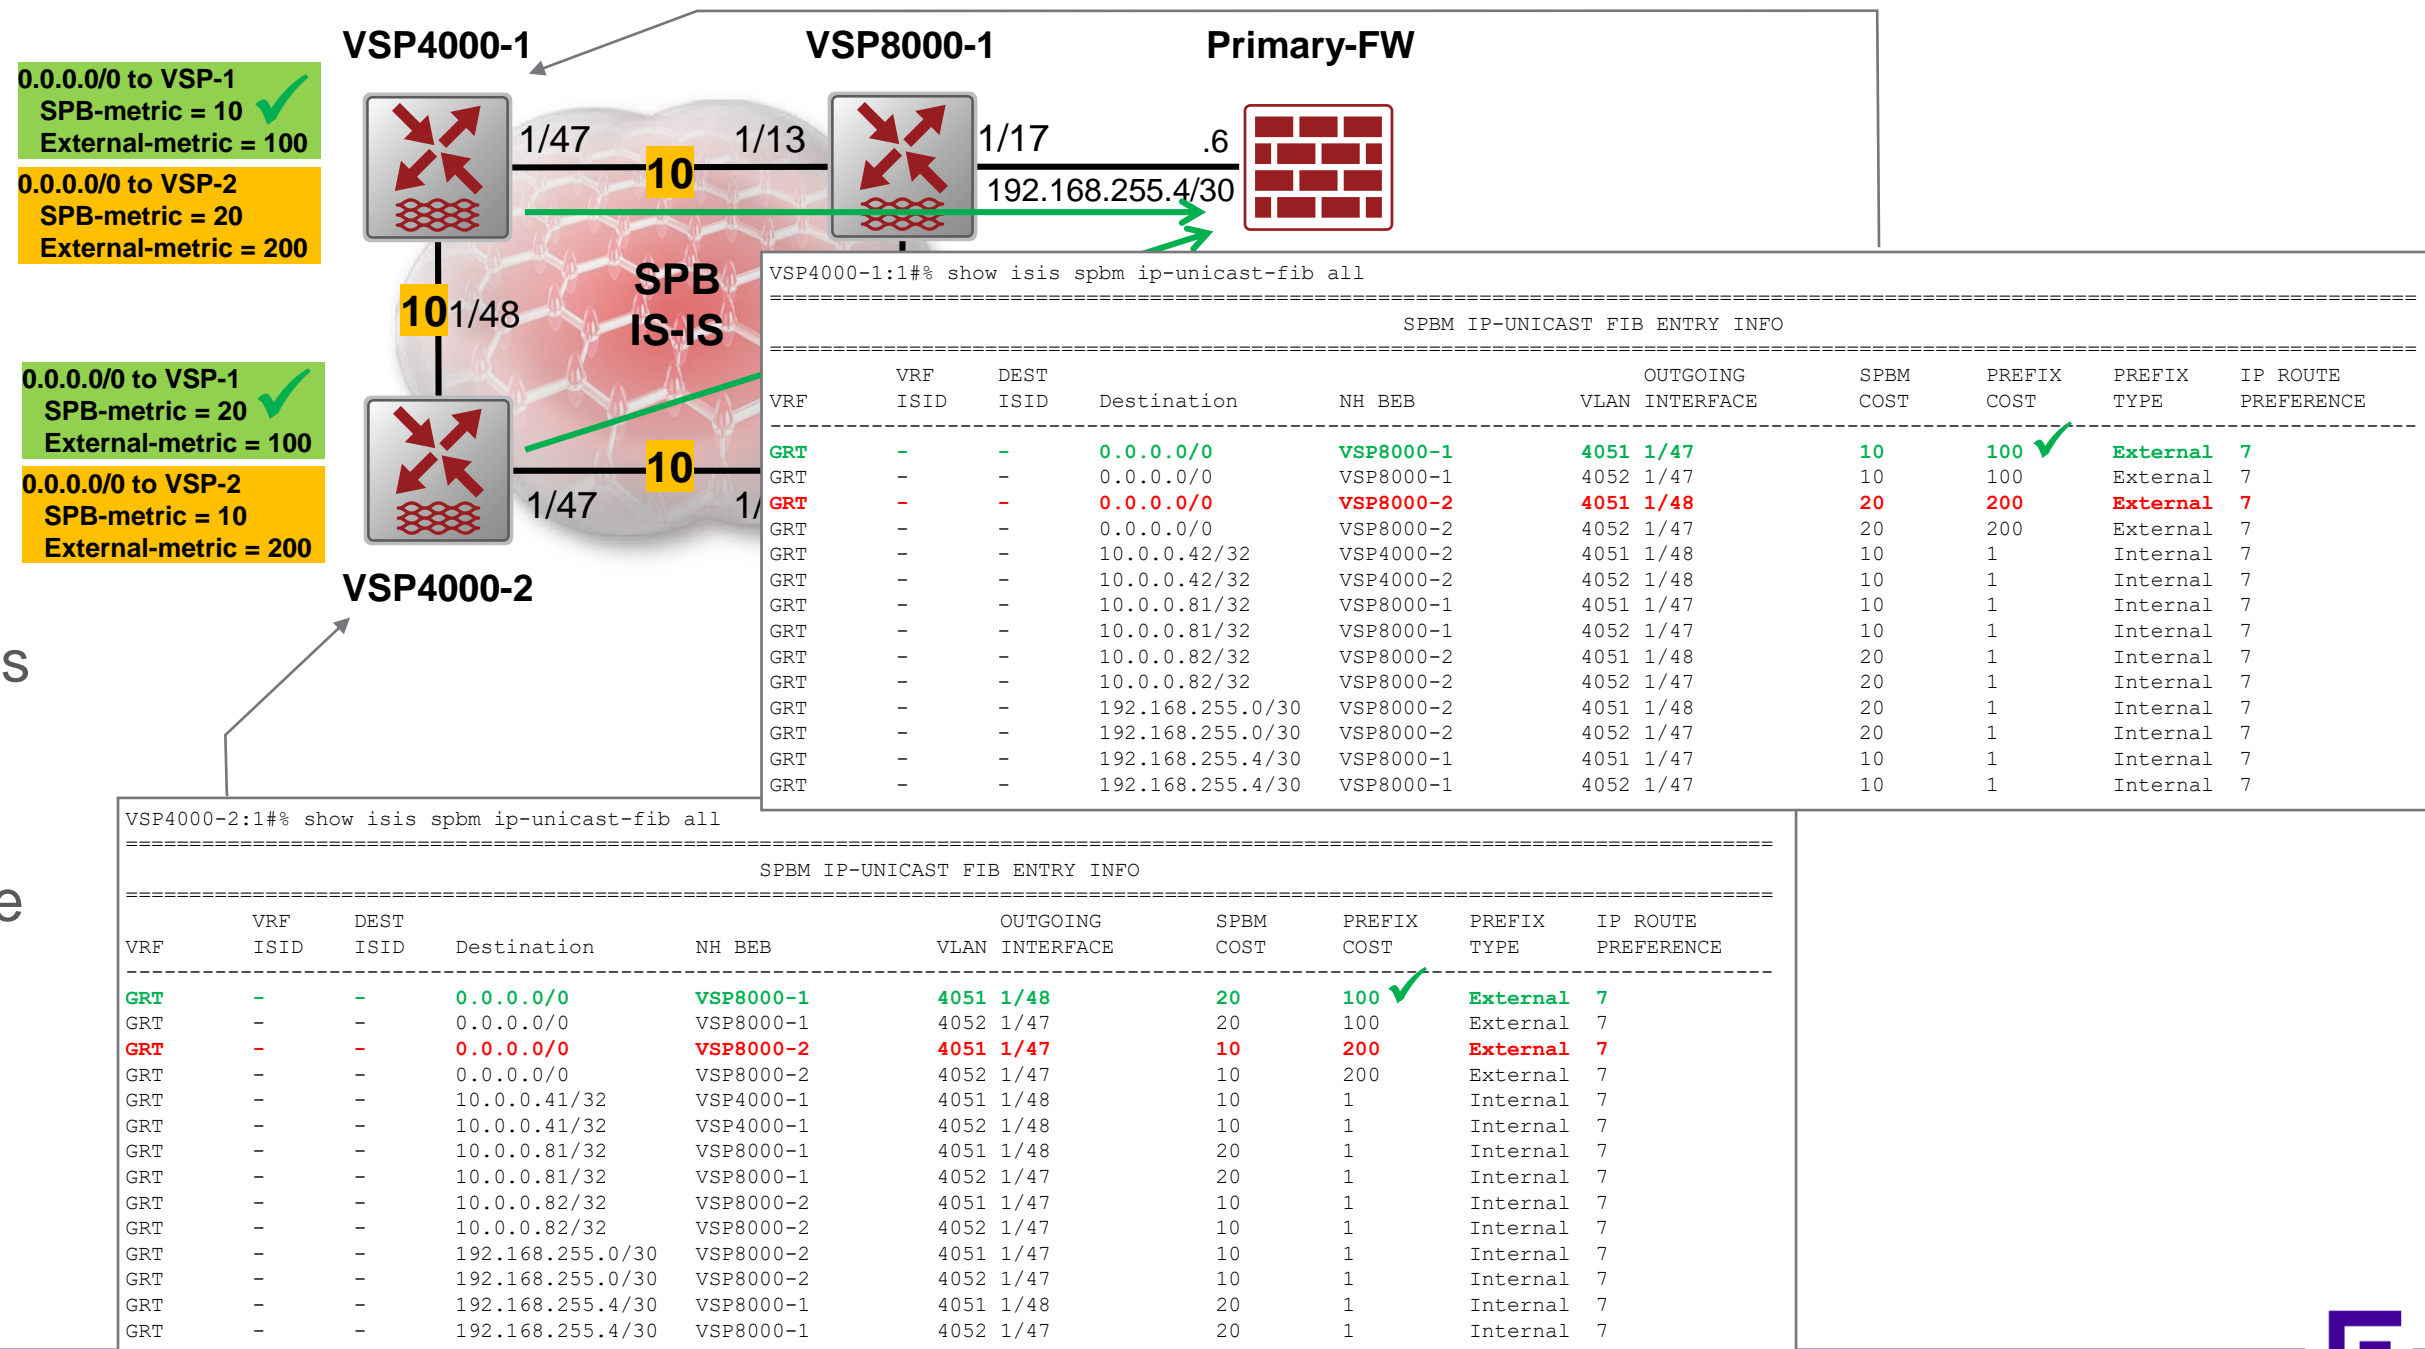 VSP4000-1
VSP8000-1
Primary-FW
0.0.0.0/0 to VSP-1
SPB-metric = 10
External-metric = 100
0.0.0.0/0 to VSP-2
SPB-metric = 20
External-metric = 200
1/47
10
1/13
1/17
.6
192.168.255.4/30
10
1/48
SPB
IS-IS
0.0.0.0/0 to VSP-1
SPB-metric = 20
External-metric = 100
0.0.0.0/0 to VSP-2
SPB-metric = 10
External-metric = 200
1/47
10
1/
VSP4000-2
s
e
VSP4000-1:1#% show isis spbm ip-unicast-fib all
SPBM IP-UNICAST FIB ENTRY INFO
VRF DEST OUTGOING SPBM PREFIX PREFIX IP ROUTE
VRF ISID ISID Destination NH BEB VLAN INTERFACE COST COST TYPE PREFERENCE
GRT - - 0.0.0.0/0 VSP8000-1 4051 1/47 10 100 External 7
GRT - - 0.0.0.0/0 VSP8000-1 4052 1/47 10 100 External 7
GRT - - 0.0.0.0/0 VSP8000-2 4051 1/48 20 200 External 7
GRT - - 0.0.0.0/0 VSP8000-2 4052 1/47 20 200 External 7
GRT - - 10.0.0.42/32 VSP4000-2 4051 1/48 10 1 Internal 7
GRT - - 10.0.0.42/32 VSP4000-2 4052 1/48 10 1 Internal 7
GRT - - 10.0.0.81/32 VSP8000-1 4051 1/47 10 1 Internal 7
GRT - - 10.0.0.81/32 VSP8000-1 4052 1/47 10 1 Internal 7
GRT - - 10.0.0.82/32 VSP8000-2 4051 1/48 20 1 Internal 7
GRT - - 10.0.0.82/32 VSP8000-2 4052 1/47 20 1 Internal 7
GRT - - 192.168.255.0/30 VSP8000-2 4051 1/48 20 1 Internal 7
GRT - - 192.168.255.0/30 VSP8000-2 4052 1/47 20 1 Internal 7
GRT - - 192.168.255.4/30 VSP8000-1 4051 1/47 10 1 Internal 7
GRT - - 192.168.255.4/30 VSP8000-1 4052 1/47 10 1 Internal 7
VSP4000-2:1#% show isis spbm ip-unicast-fib all
SPBM IP-UNICAST FIB ENTRY INFO
VRF DEST OUTGOING SPBM PREFIX PREFIX IP ROUTE
VRF ISID ISID Destination NH BEB VLAN INTERFACE COST COST TYPE PREFERENCE
GRT - - 0.0.0.0/0 VSP8000-1 4051 1/48 20 100 External 7
GRT - - 0.0.0.0/0 VSP8000-1 4052 1/47 20 100 External 7
GRT - - 0.0.0.0/0 VSP8000-2 4051 1/47 10 200 External 7
GRT - - 0.0.0.0/0 VSP8000-2 4052 1/47 10 200 External 7
GRT - - 10.0.0.41/32 VSP4000-1 4051 1/48 10 1 Internal 7
GRT - - 10.0.0.41/32 VSP4000-1 4052 1/48 10 1 Internal 7
GRT - - 10.0.0.81/32 VSP8000-1 4051 1/48 20 1 Internal 7
GRT - - 10.0.0.81/32 VSP8000-1 4052 1/47 20 1 Internal 7
GRT - - 10.0.0.82/32 VSP8000-2 4051 1/47 10 1 Internal 7
GRT - - 10.0.0.82/32 VSP8000-2 4052 1/47 10 1 Internal 7
GRT - - 192.168.255.0/30 VSP8000-2 4051 1/47 10 1 Internal 7
GRT - - 192.168.255.0/30 VSP8000-2 4052 1/47 10 1 Internal 7
GRT - - 192.168.255.4/30 VSP8000-1 4051 1/48 20 1 Internal 7
GRT - - 192.168.255.4/30 VSP8000-1 4052 1/47 20 1 Internal 7